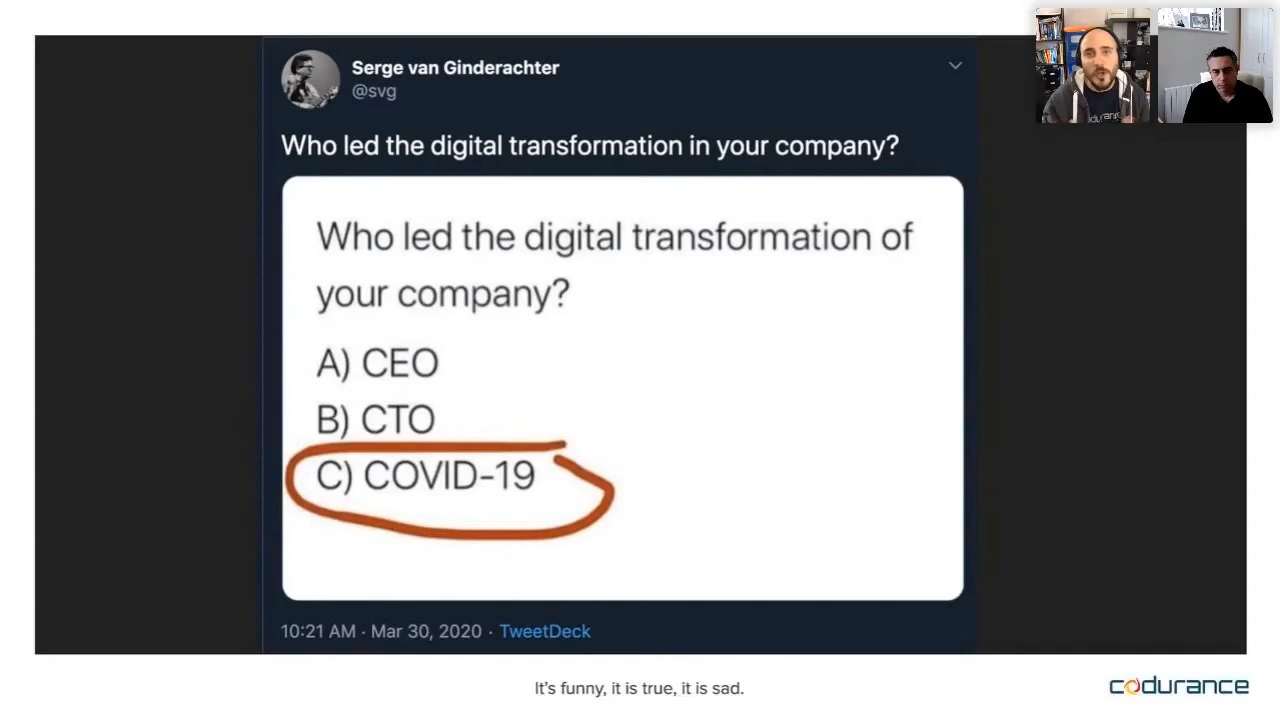 Serge van Ginderachter
@svg
Who led the digital transformation in your company?
Who led the digital transformation of
your company?
A) CEO
B) CTO
C) COVID-19
10:21 AM · Mar 30, 2020 · TweetDeck
It's funny, it is true, it is sad.
codurance